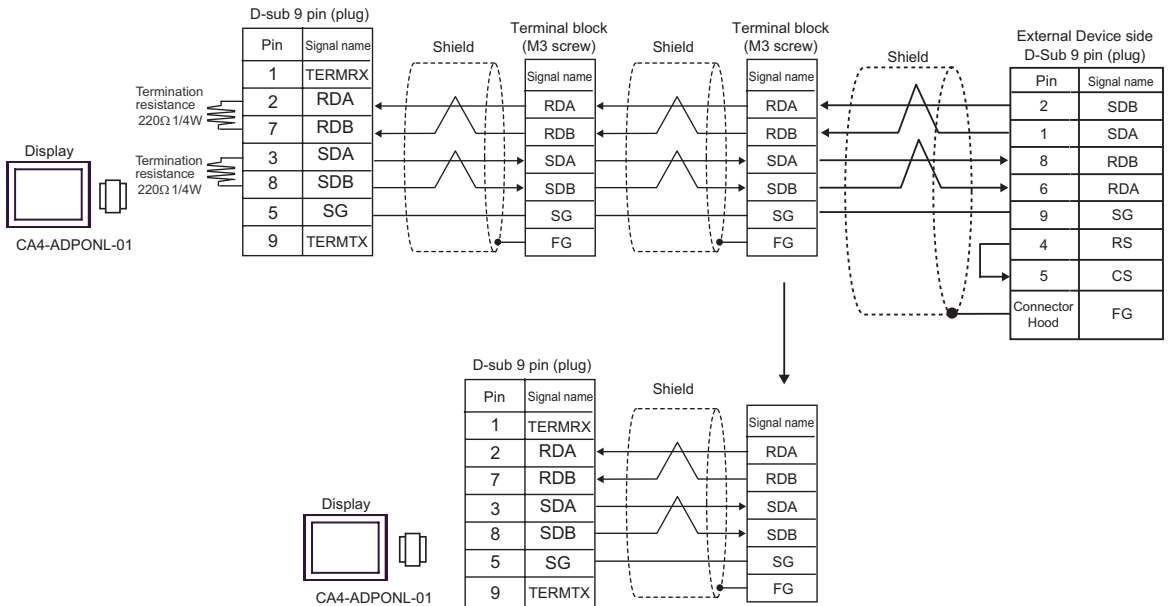 D-sub 9 pin (plug)
Pin Signal name
1 TERMRX
2 RDA
7 RDB
3 SDA
8 SDB
5 SG
9 TERMTX
Termination
resistance
220Ω 1/4W
Termination
resistance
220Ω 1/4W
Display
CA4-ADPONL-01
Shield
Terminal block
(M3 screw)
Signal name
RDA
RDB
SDA
SDB
SG
FG
Shield
Terminal block
(M3 screw)
Signal name
RDA
RDB
SDA
SDB
SG
FG
Shield
External Device side
D-Sub 9 pin (plug)
Pin Signal name
2 SDB
1 SDA
8 RDB
6 RDA
9 SG
4 RS
5 CS
Connector
Hood
FG
D-sub 9 pin (plug)
Pin Signal name
1 TERMRX
2 RDA
7 RDB
3 SDA
8 SDB
5 SG
9 TERMTX
Display
CA4-ADPONL-01
Shield
Signal name
RDA
RDB
SDA
SDB
SG
FG